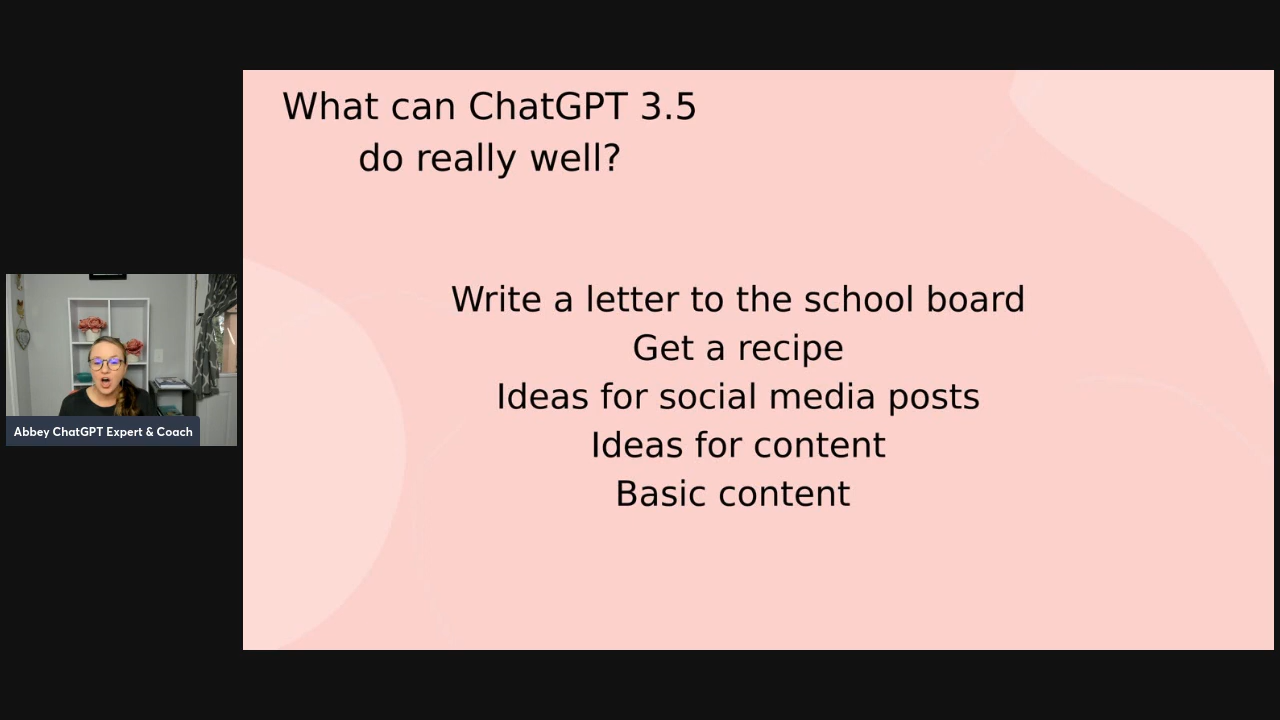 What can ChatGPT 3.5
do really well?
Write a letter to the school board
Get a recipe
Ideas for social media posts
Ideas for content
Basic content
Abbey ChatGPT Expert & Coach